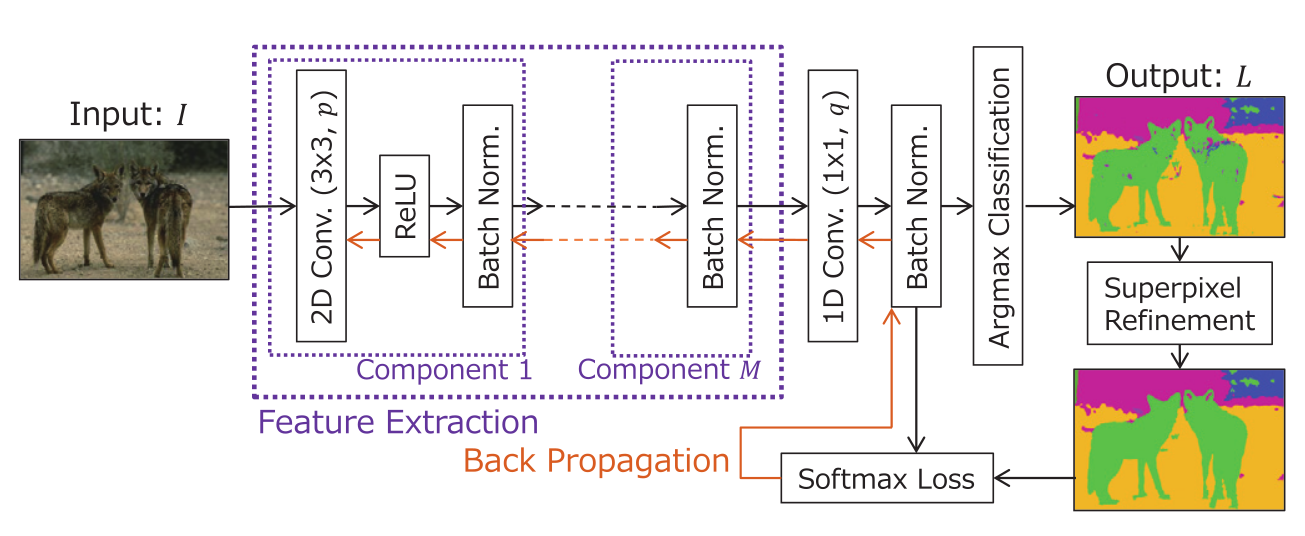 Input: I
2D Conv. (3x3, p)
ReLU
Batch Norm.
Component 1
Batch Norm.
Component M
Feature Extraction
1D Conv. (1x1, q)
Batch Norm.
Argmax Classification
Output: L
Superpixel
Refinement
Back Propagation
Softmax Loss